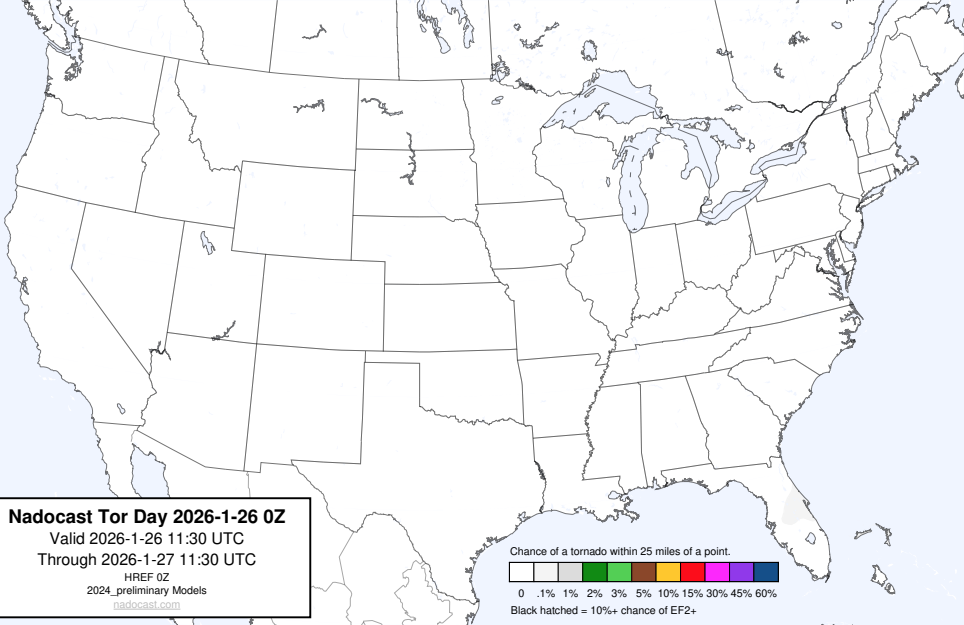 Nadocast Tor Day 2026-1-26 0Z
Valid 2026-1-26 11:30 UTC
Through 2026-1-27 11:30 UTC
HREF 0Z
2024_preliminary Models
nadocast.com
Chance of a tornado within 25 miles of a point.
0 .1% 1% 2% 3% 5% 10% 15% 30% 45% 60%
Black hatched = 10%+ chance of EF2+